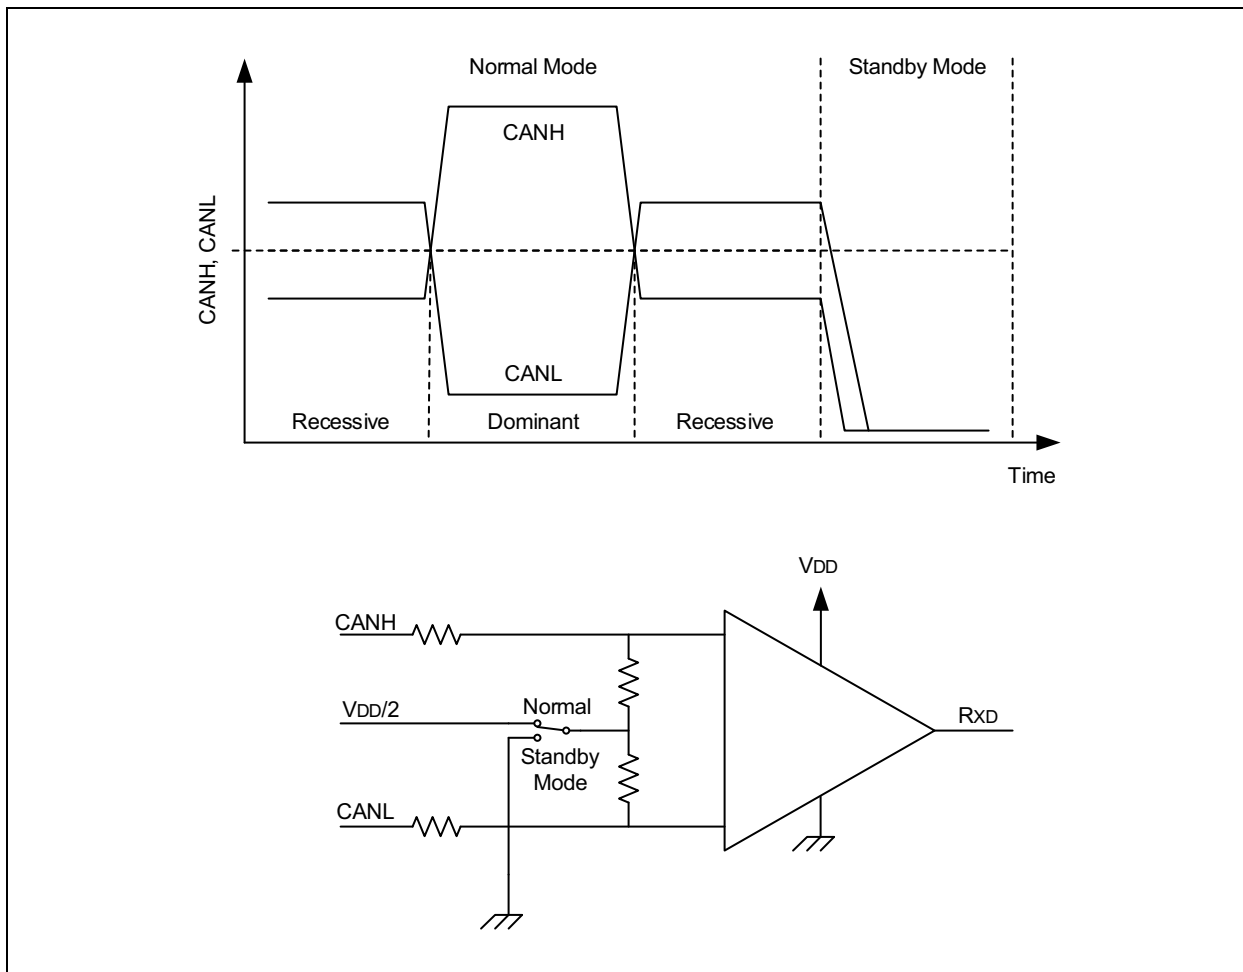 Normal Mode
Standby Mode
CANH
CANH, CANL
CANL
Recessive
Dominant
Recessive
Time
VDD
CANH
Normal
VDD/2
RXD
Standby
Mode
CANL